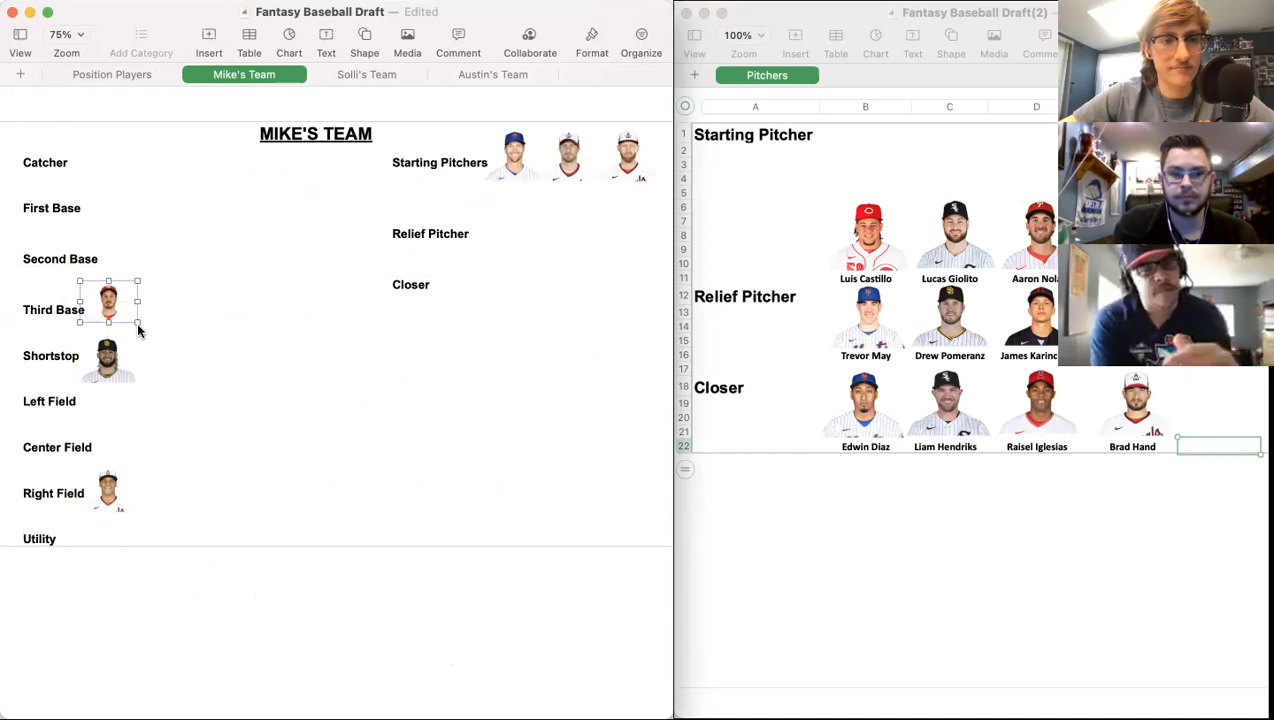 Fantasy Baseball Draft — Edited
75%
View Zoom Add Category Insert Table Chart Text Shape Media Comment Collaborate Format Organize
+ Position Players Mike's Team Solli's Team Austin's Team
MIKE'S TEAM
Catcher
First Base
Second Base
Third Base
Shortstop
Left Field
Center Field
Right Field
Utility
Starting Pitchers
Relief Pitcher
Closer
Fantasy Baseball Draft(2) —
100%
View Zoom Insert Table Chart Text Shape Media
+ Pitchers
A B C D
1 Starting Pitcher
2
3
4
5
6
7
8
9
10
11 Luis Castillo Lucas Giolito
12 Relief Pitcher
13
14
15
16 Trevor May Drew Pomeranz
17
18 Closer
19
20
21
22 Edwin Diaz Liam Hendriks Raisel Iglesias Brad Hand